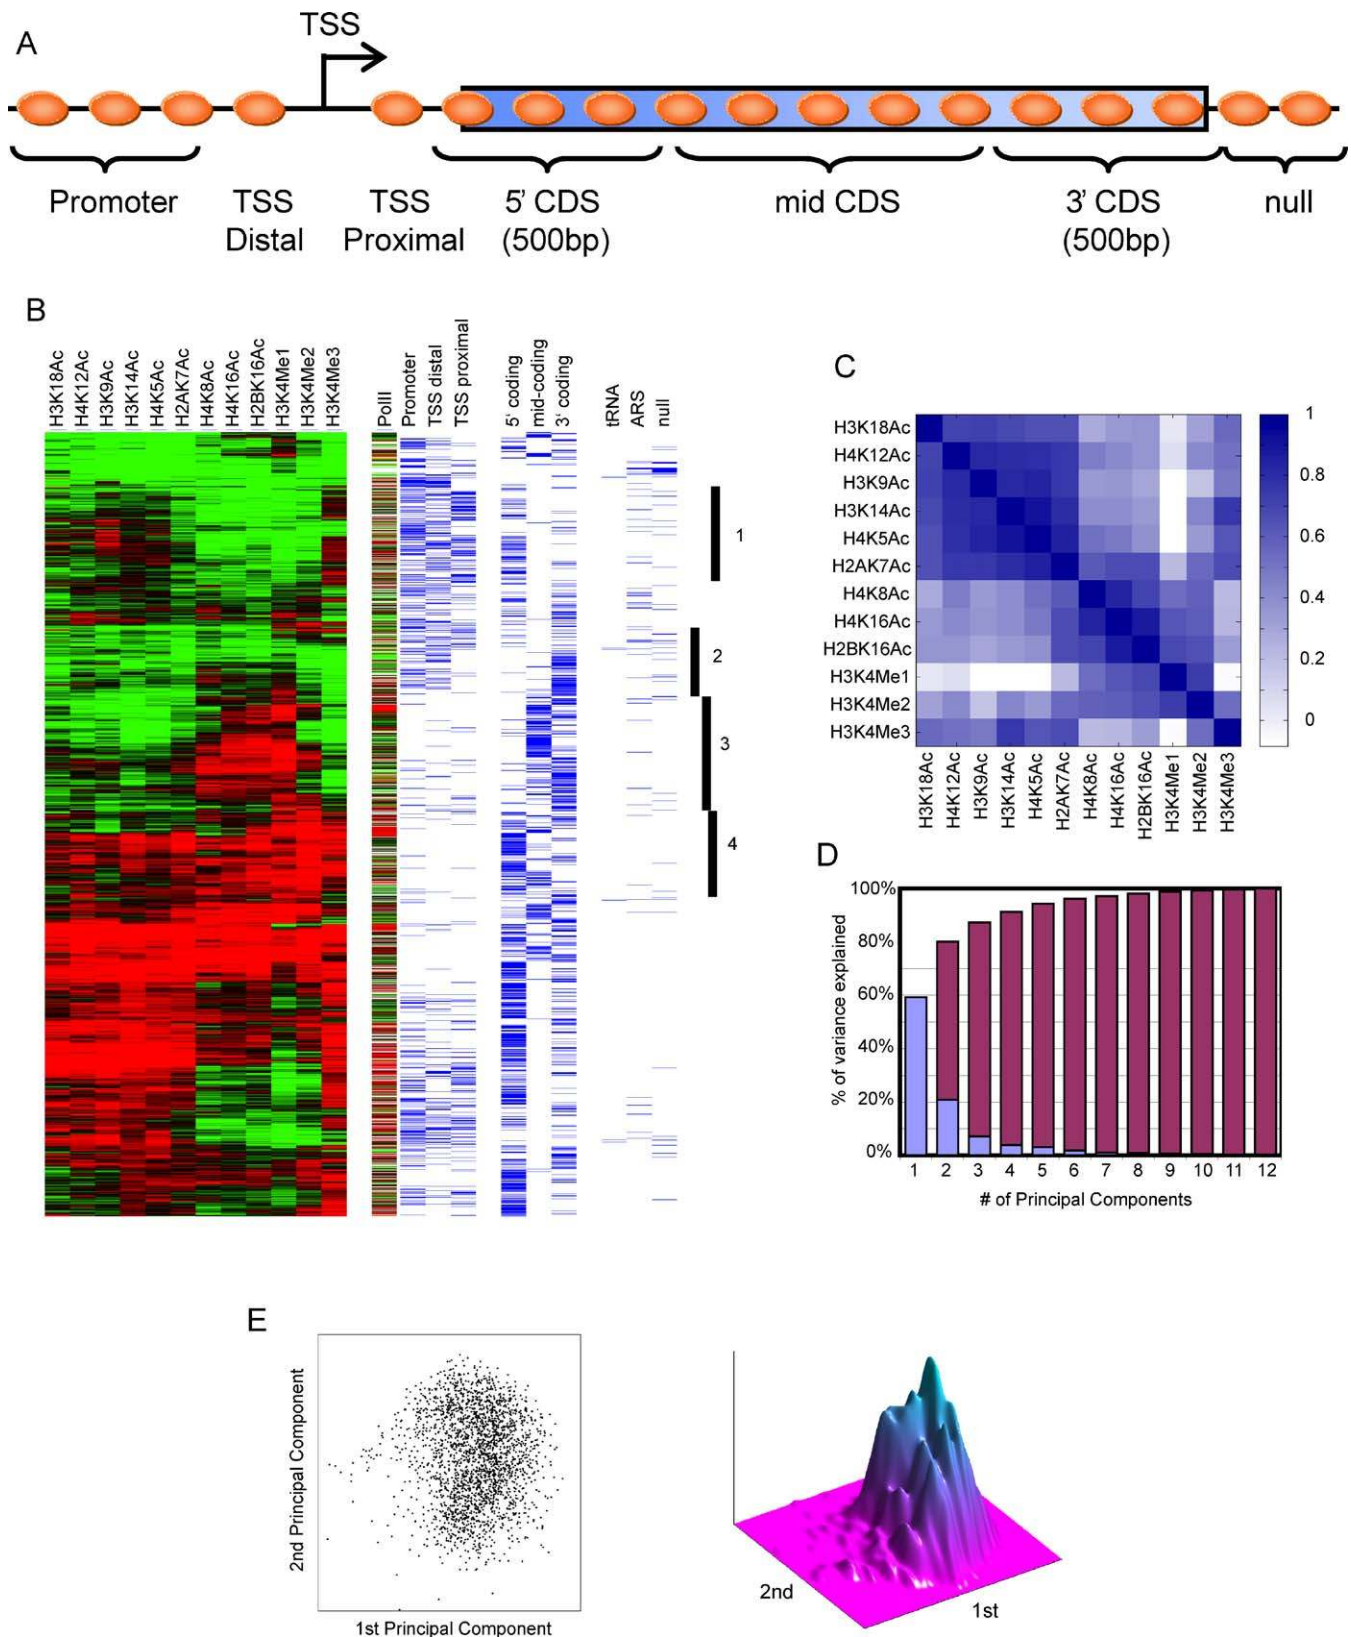 A
TSS
Promoter
TSS
Distal
TSS
Proximal
5' CDS
(500bp)
mid CDS
3' CDS
(500bp)
null
B
H3K18Ac
H4K12Ac
H3K9Ac
H3K14Ac
H4K5Ac
H2AK7Ac
H4K8Ac
H4K16Ac
H2BK16Ac
H3K4Me1
H3K4Me2
H3K4Me3
PolII
Promoter
TSS distal
TSS proximal
5' coding
mid-coding
3' coding
tRNA
ARS
null
1
2
3
4
C
H3K18Ac
H4K12Ac
H3K9Ac
H3K14Ac
H4K5Ac
H2AK7Ac
H4K8Ac
H4K16Ac
H2BK16Ac
H3K4Me1
H3K4Me2
H3K4Me3
H3K18Ac
H4K12Ac
H3K9Ac
H3K14Ac
H4K5Ac
H2AK7Ac
H4K8Ac
H4K16Ac
H2BK16Ac
H3K4Me1
H3K4Me2
H3K4Me3
1
0.8
0.6
0.4
0.2
0
D
% of variance explained
100%
80%
60%
40%
20%
0%
1 2 3 4 5 6 7 8 9 10 11 12
# of Principal Components
E
2nd Principal Component
1st Principal Component
2nd
1st